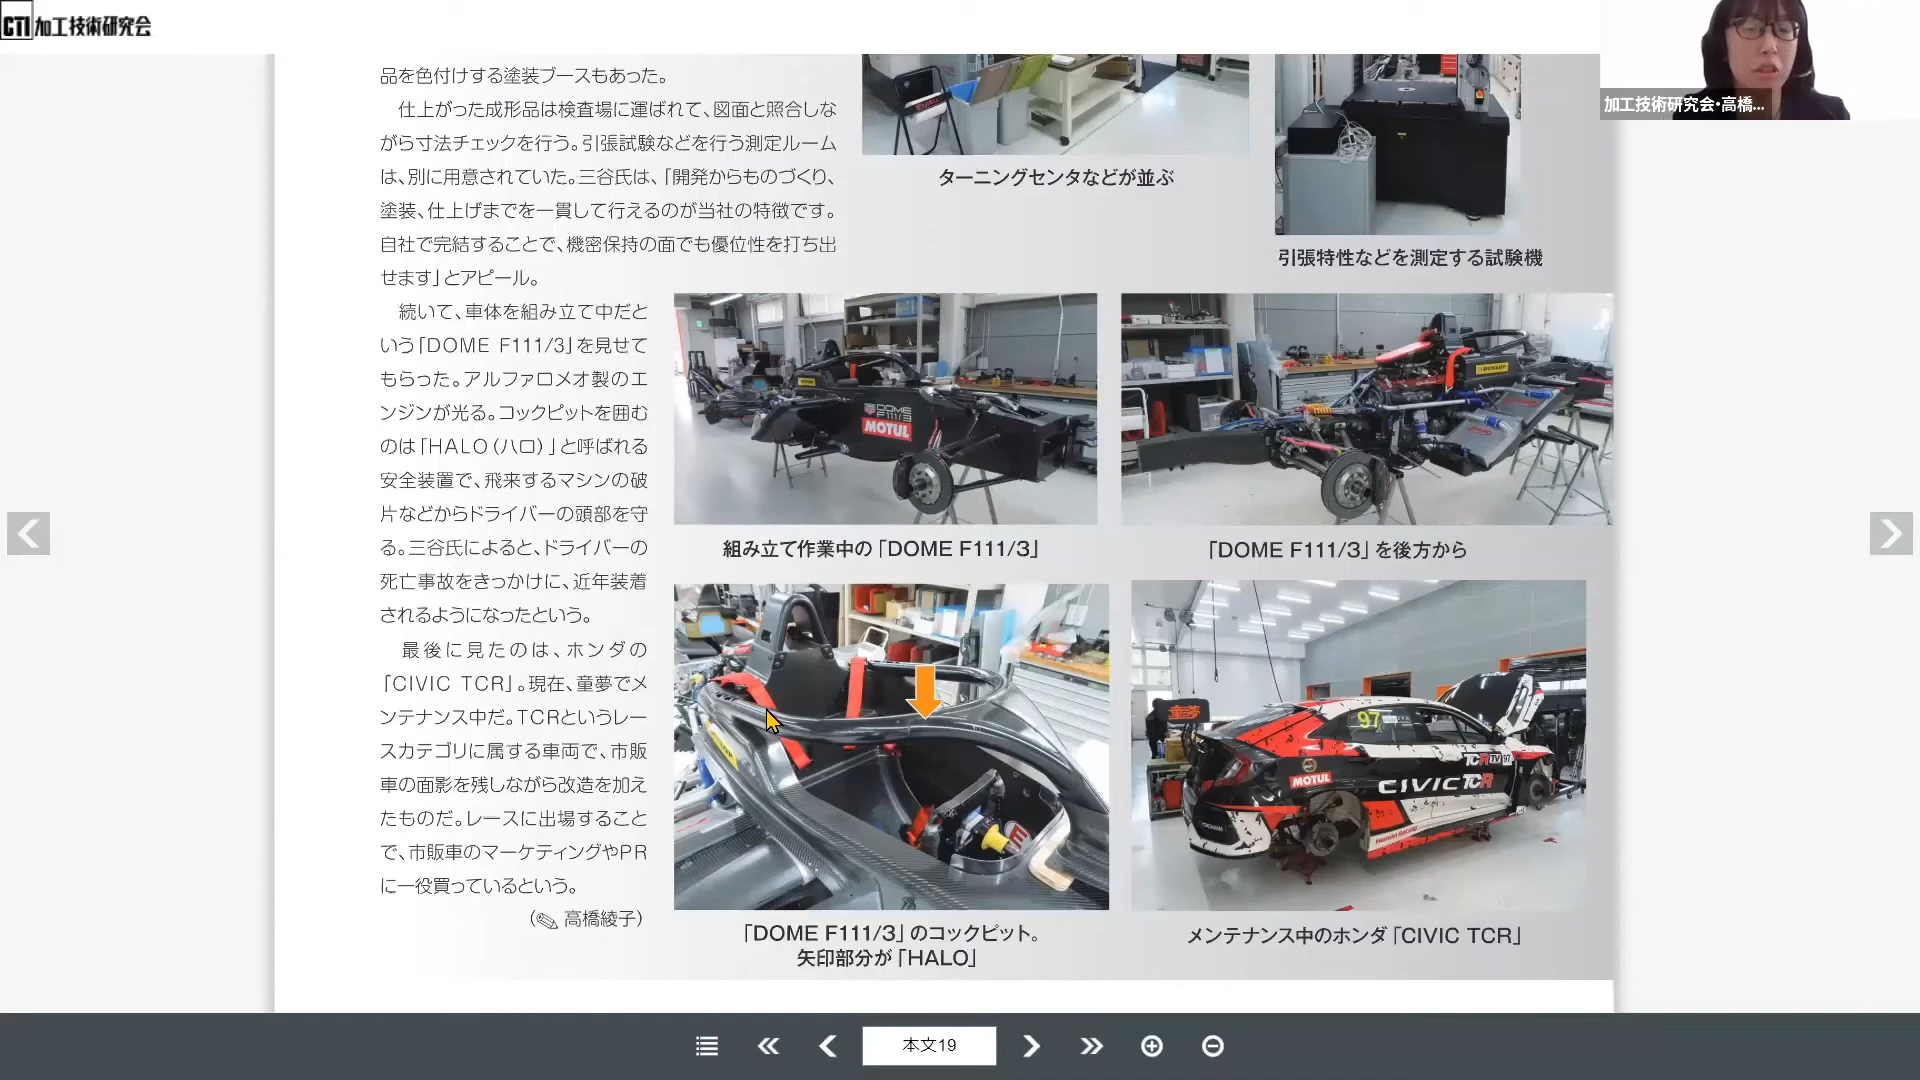 CTI 加工技術研究会
加工技術研究会・高橋...
品を色付けする塗装ブースもあった。
仕上がった成形品は検査場に運ばれて、図面と照合しな
がら寸法チェックを行う。引張試験などを行う測定ルーム
は、別に用意されていた。三谷氏は、「開発からものづくり、
塗装、仕上げまでを一貫して行えるのが当社の特徴です。
自社で完結することで、機密保持の面でも優位性を打ち出
せます」とアピール。
続いて、車体を組み立て中だと
いう「DOME F111/3」を見せて
もらった。アルファロメオ製のエ
ンジンが光る。コックピットを囲む
のは「HALO（ハロ）」と呼ばれる
安全装置で、飛来するマシンの破
片などからドライバーの頭部を守
る。三谷氏によると、ドライバーの
死亡事故をきっかけに、近年装着
されるようになったという。
最後に見たのは、ホンダの
「CIVIC TCR」。現在、童夢でメ
ンテナンス中だ。TCRというレー
スカテゴリに属する車両で、市販
車の面影を残しながら改造を加え
たものだ。レースに出場すること
で、市販車のマーケティングやPR
に一役買っているという。
（高橋綾子）
ターニングセンタなどが並ぶ
引張特性などを測定する試験機
DOME
F111/3
MOTUL
DUNLOP
組み立て作業中の「DOME F111/3」
「DOME F111/3」を後方から
「DOME F111/3」のコックピット。
矢印部分が「HALO」
童夢
97
MOTUL
TCR
CIVIC TCR
Honda Racing
YOKOHAMA
メンテナンス中のホンダ「CIVIC TCR」
本文19